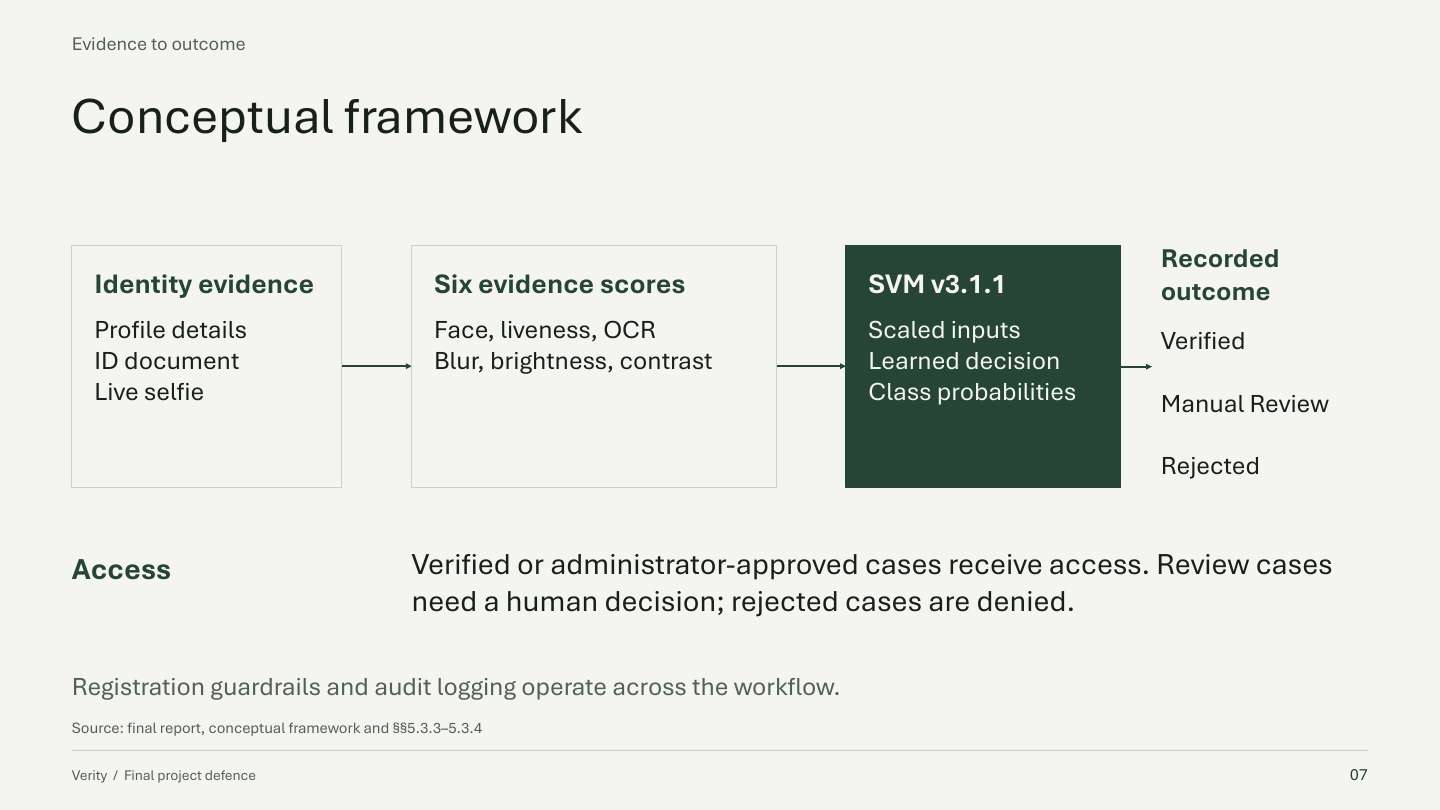 Evidence to outcome
Conceptual framework
Identity evidence
Profile details
ID document
Live selfie
Six evidence scores
Face, liveness, OCR
Blur, brightness, contrast
SVM v3.1.1
Scaled inputs
Learned decision
Class probabilities
Recorded
outcome
Verified
Manual Review
Rejected
Access
Verified or administrator-approved cases receive access. Review cases
need a human decision; rejected cases are denied.
Registration guardrails and audit logging operate across the workflow.
Source: final report, conceptual framework and §§5.3.3–5.3.4
Verity / Final project defence
07